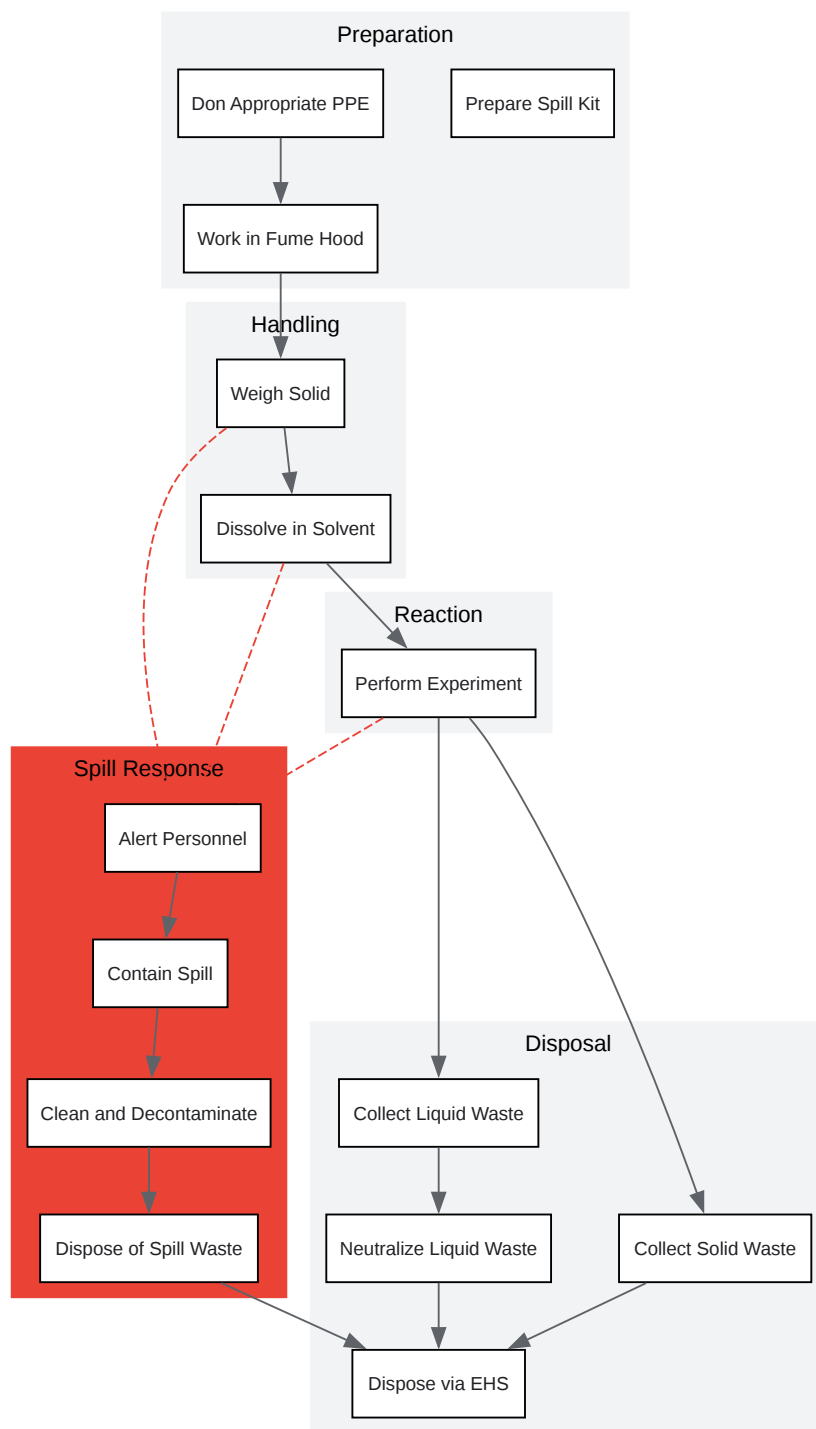 Preparation
Don Appropriate PPE
Prepare Spill Kit
Work in Fume Hood
Handling
Weigh Solid
Dissolve in Solvent
Reaction
Perform Experiment
Spill Response
Alert Personnel
Contain Spill
Clean and Decontaminate
Dispose of Spill Waste
Disposal
Collect Liquid Waste
Neutralize Liquid Waste
Collect Solid Waste
Dispose via EHS